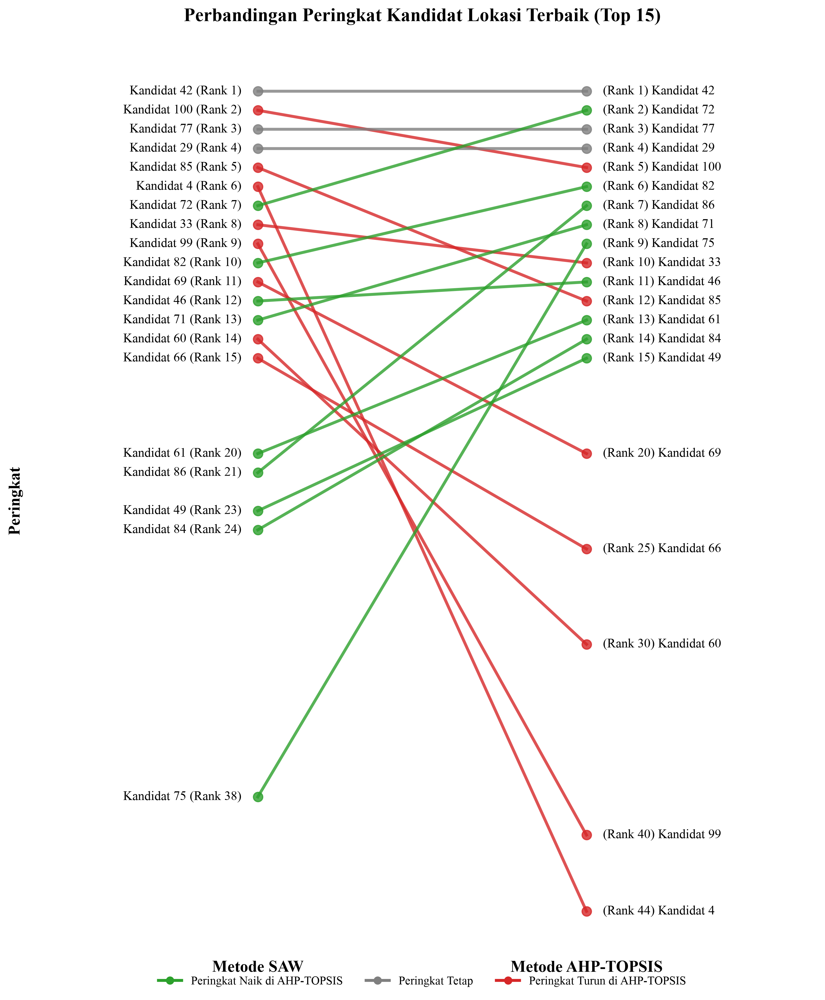 Perbandingan Peringkat Kandidat Lokasi Terbaik (Top 15)
Kandidat 42 (Rank 1)
Kandidat 100 (Rank 2)
Kandidat 77 (Rank 3)
Kandidat 29 (Rank 4)
Kandidat 85 (Rank 5)
Kandidat 4 (Rank 6)
Kandidat 72 (Rank 7)
Kandidat 33 (Rank 8)
Kandidat 99 (Rank 9)
Kandidat 82 (Rank 10)
Kandidat 69 (Rank 11)
Kandidat 46 (Rank 12)
Kandidat 71 (Rank 13)
Kandidat 60 (Rank 14)
Kandidat 66 (Rank 15)
Kandidat 61 (Rank 20)
Kandidat 86 (Rank 21)
Kandidat 49 (Rank 23)
Kandidat 84 (Rank 24)
Kandidat 75 (Rank 38)
(Rank 1) Kandidat 42
(Rank 2) Kandidat 72
(Rank 3) Kandidat 77
(Rank 4) Kandidat 29
(Rank 5) Kandidat 100
(Rank 6) Kandidat 82
(Rank 7) Kandidat 86
(Rank 8) Kandidat 71
(Rank 9) Kandidat 75
(Rank 10) Kandidat 33
(Rank 11) Kandidat 46
(Rank 12) Kandidat 85
(Rank 13) Kandidat 61
(Rank 14) Kandidat 84
(Rank 15) Kandidat 49
(Rank 20) Kandidat 69
(Rank 25) Kandidat 66
(Rank 30) Kandidat 60
(Rank 40) Kandidat 99
(Rank 44) Kandidat 4
Peringkat
Metode SAW
Metode AHP-TOPSIS
Peringkat Naik di AHP-TOPSIS
Peringkat Tetap
Peringkat Turun di AHP-TOPSIS